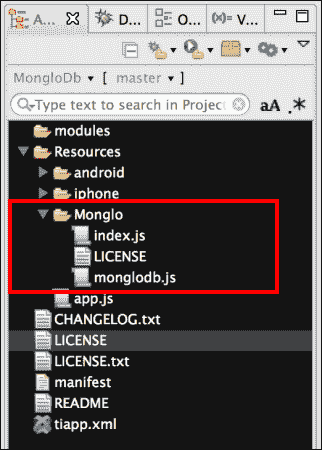 A...
D...
O...
(x)= V...
MongloDb ▾ [ master ] ▾
Type text to search in Projec
aA .*
modules
Resources
android
iphone
Monglo
index.js
LICENSE
monglodb.js
app.js
CHANGELOG.txt
LICENSE
LICENSE.txt
manifest
README
tiapp.xml